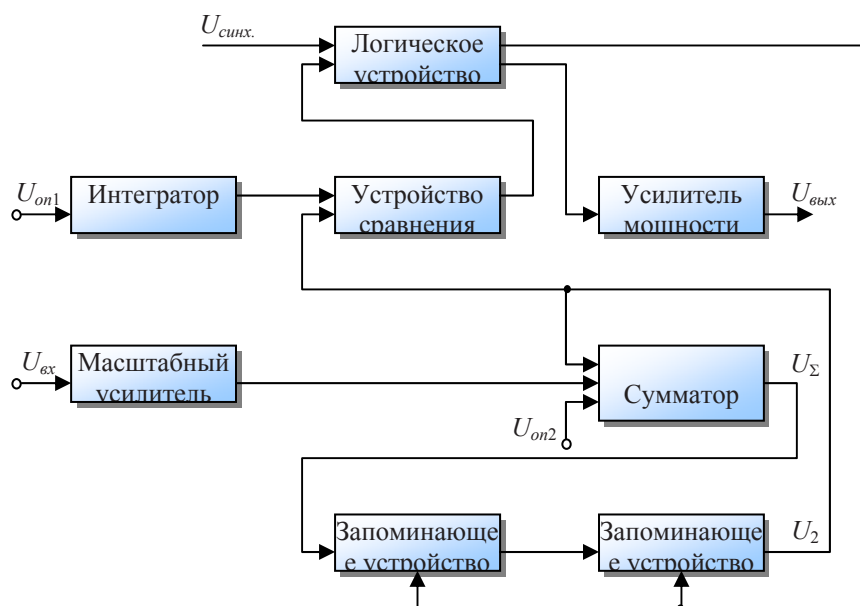 Uсинх.
Логическое
устройство
Uоп1
Интегратор
Устройство
сравнения
Усилитель
мощности
Uвых
Uвх
Масштабный
усилитель
Сумматор
UΣ
Uоп2
Запоминающе
е устройство
Запоминающе
е устройство
U2